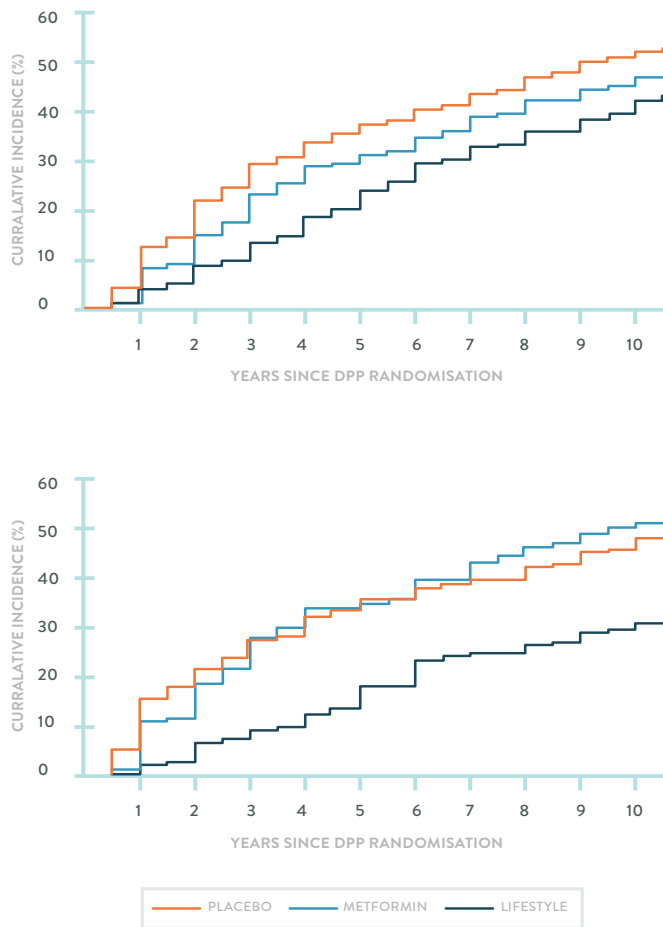 60
50
40
30
20
10
0
CURRALATIVE INCIDENCE (%)
1 2 3 4 5 6 7 8 9 10
YEARS SINCE DPP RANDOMISATION
60
50
40
30
20
10
0
CURRALATIVE INCIDENCE (%)
1 2 3 4 5 6 7 8 9 10
YEARS SINCE DPP RANDOMISATION
PLACEBO METFORMIN LIFESTYLE